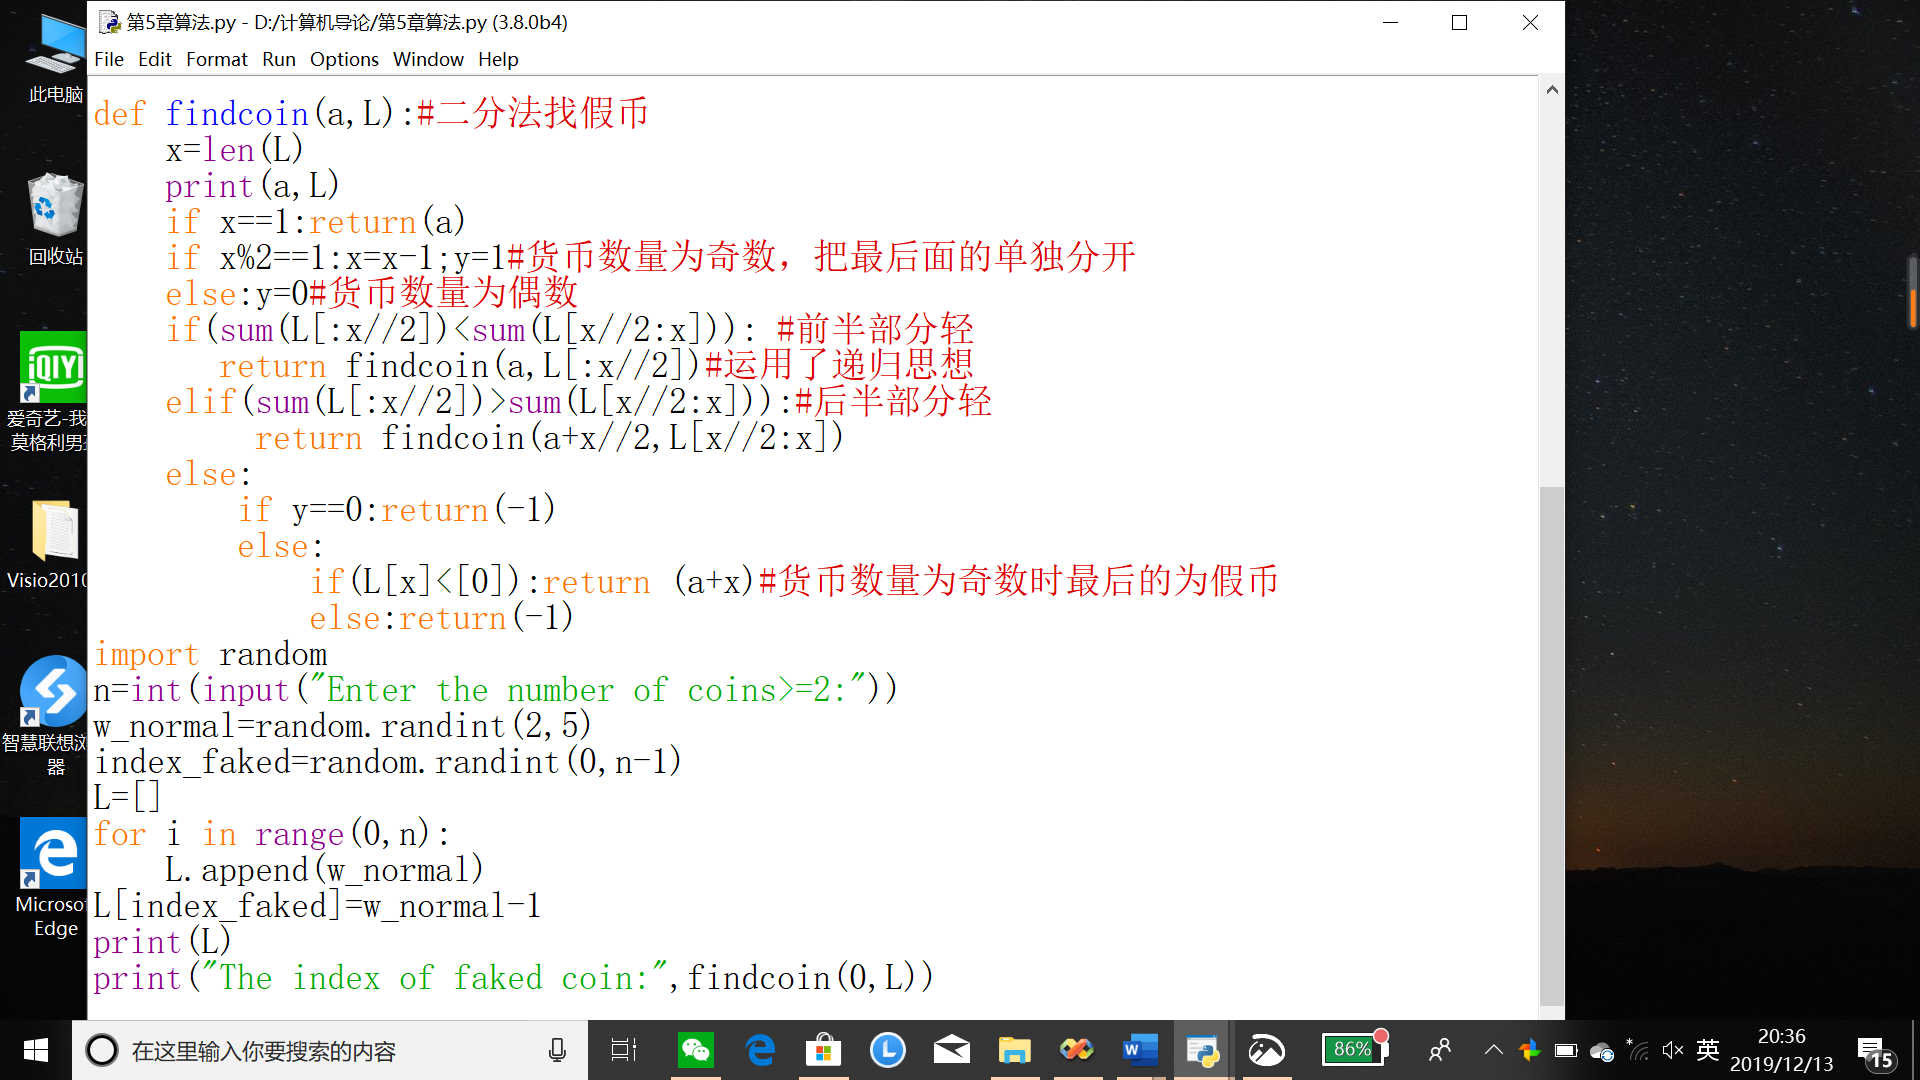 第5章算法.py - D:/计算机导论/第5章算法.py (3.8.0b4)
File Edit Format Run Options Window Help
def findcoin(a,L):#二分法找假币
    x=len(L)
    print(a,L)
    if x==1:return(a)
    if x%2==1:x=x-1;y=1#货币数量为奇数，把最后面的单独分开
    else:y=0#货币数量为偶数
    if(sum(L[:x//2])<sum(L[x//2:x])): #前半部分轻
       return findcoin(a,L[:x//2])#运用了递归思想
    elif(sum(L[:x//2])>sum(L[x//2:x])):#后半部分轻
         return findcoin(a+x//2,L[x//2:x])
    else:
        if y==0:return(-1)
        else:
            if(L[x]<[0]):return (a+x)#货币数量为奇数时最后的为假币
            else:return(-1)
import random
n=int(input("Enter the number of coins>=2:"))
w_normal=random.randint(2,5)
index_faked=random.randint(0,n-1)
L=[]
for i in range(0,n):
    L.append(w_normal)
L[index_faked]=w_normal-1
print(L)
print("The index of faked coin:",findcoin(0,L))
此电脑
回收站
iQIY
爱奇艺-我
莫格利男
Visio2010
智慧联想浏
器
Microsof
Edge
在这里输入你要搜索的内容
86%
英
20:36
2019/12/13
15